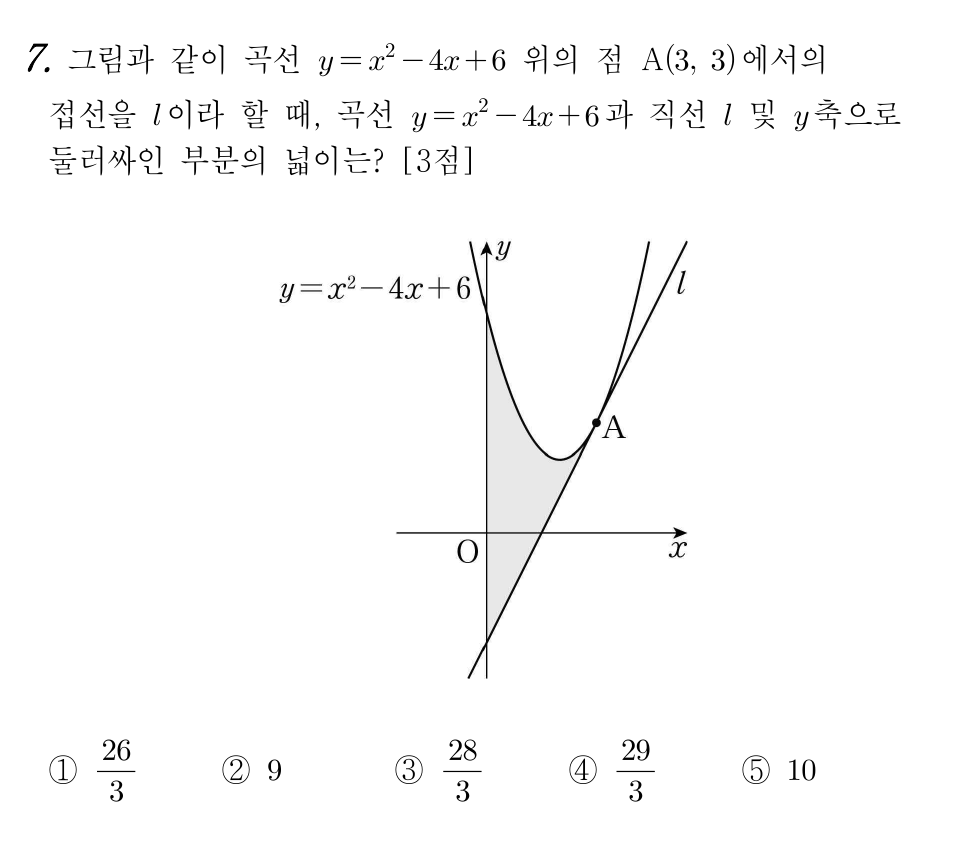 7. 그림과 같이 곡선 y=x²−4x+6 위의 점 A(3, 3)에서의
접선을 l이라 할 때, 곡선 y=x²−4x+6과 직선 l 및 y축으로
둘러싸인 부분의 넓이는? [3점]
y
y=x²−4x+6
l
A
O
x
① 26/3 ② 9 ③ 28/3 ④ 29/3 ⑤ 10